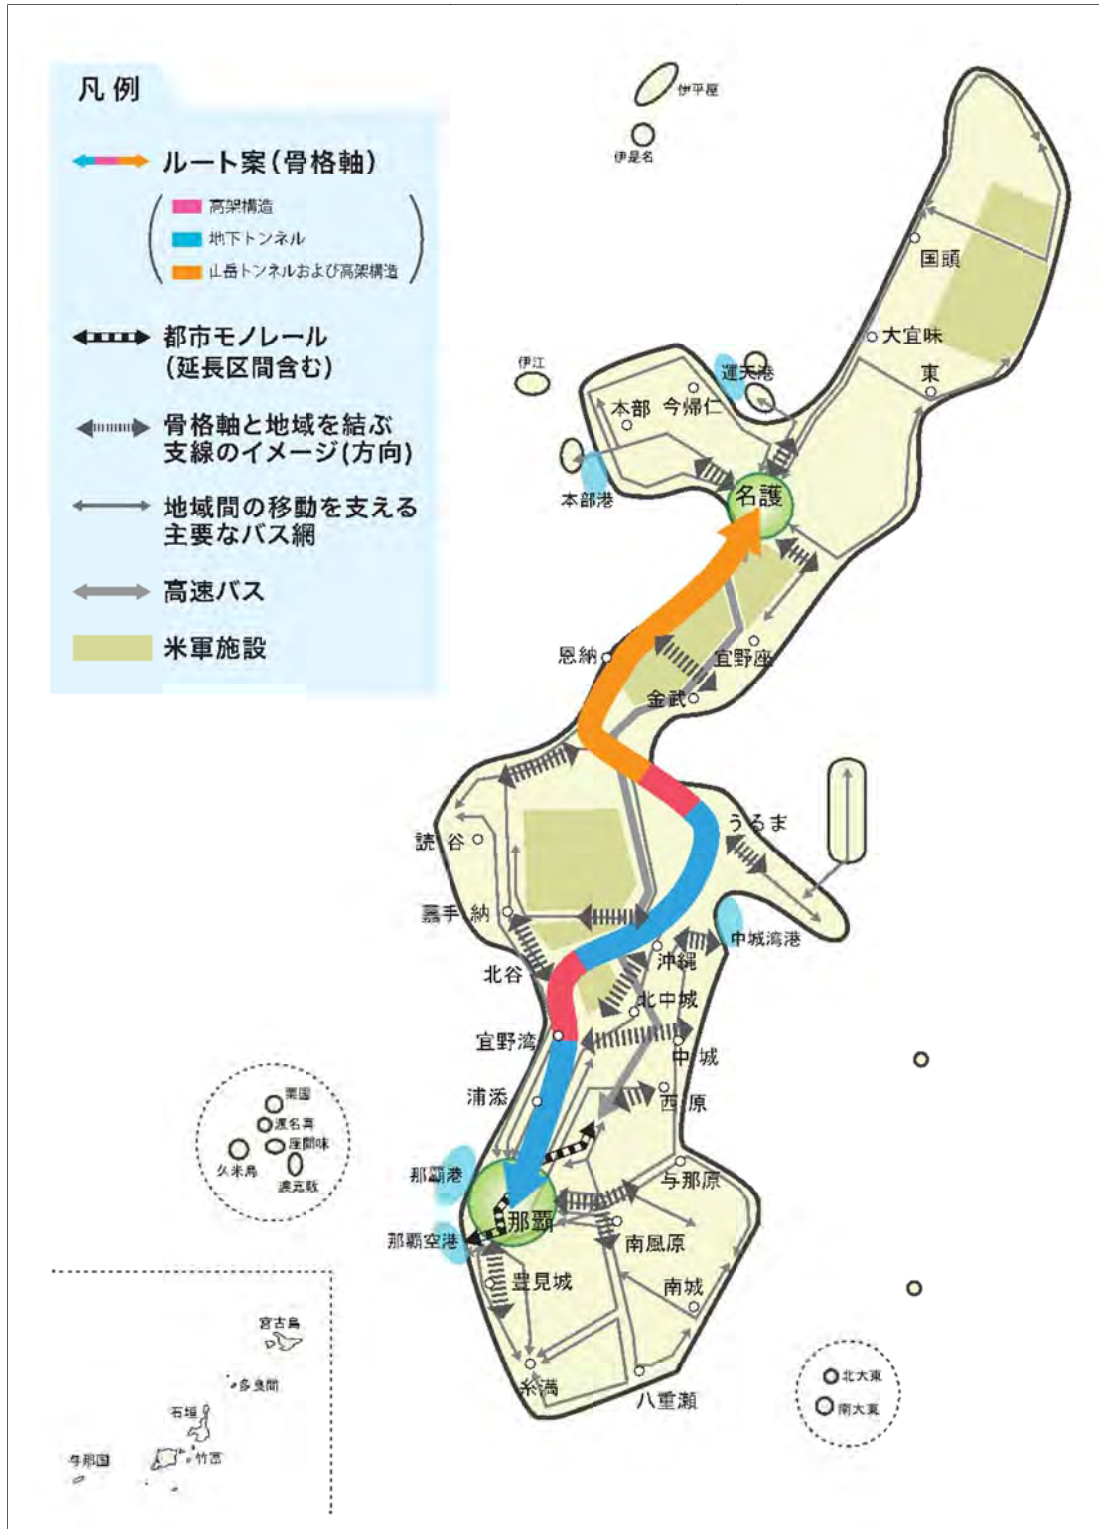 凡例
ルート案(骨格軸)
高架構造
地下トンネル
山岳トンネルおよび高架構造
都市モノレール
(延長区間含む)
骨格軸と地域を結ぶ
支線のイメージ(方向)
地域間の移動を支える
主要なバス網
高速バス
米軍施設
伊平屋
伊是名
国頭
大宜味
東
伊江
運天港
今帰仁
本部
本部港
名護
恩納
宜野座
金武
うるま
読谷
嘉手納
中城湾港
沖縄
北谷
北中城
宜野湾
中城
浦添
西原
粟国
渡名喜
座間味
久米島
渡嘉敷
那覇港
与那原
那覇
那覇空港
南風原
豊見城
南城
糸満
八重瀬
宮古島
多良間
石垣
竹富
与那国
北大東
南大東